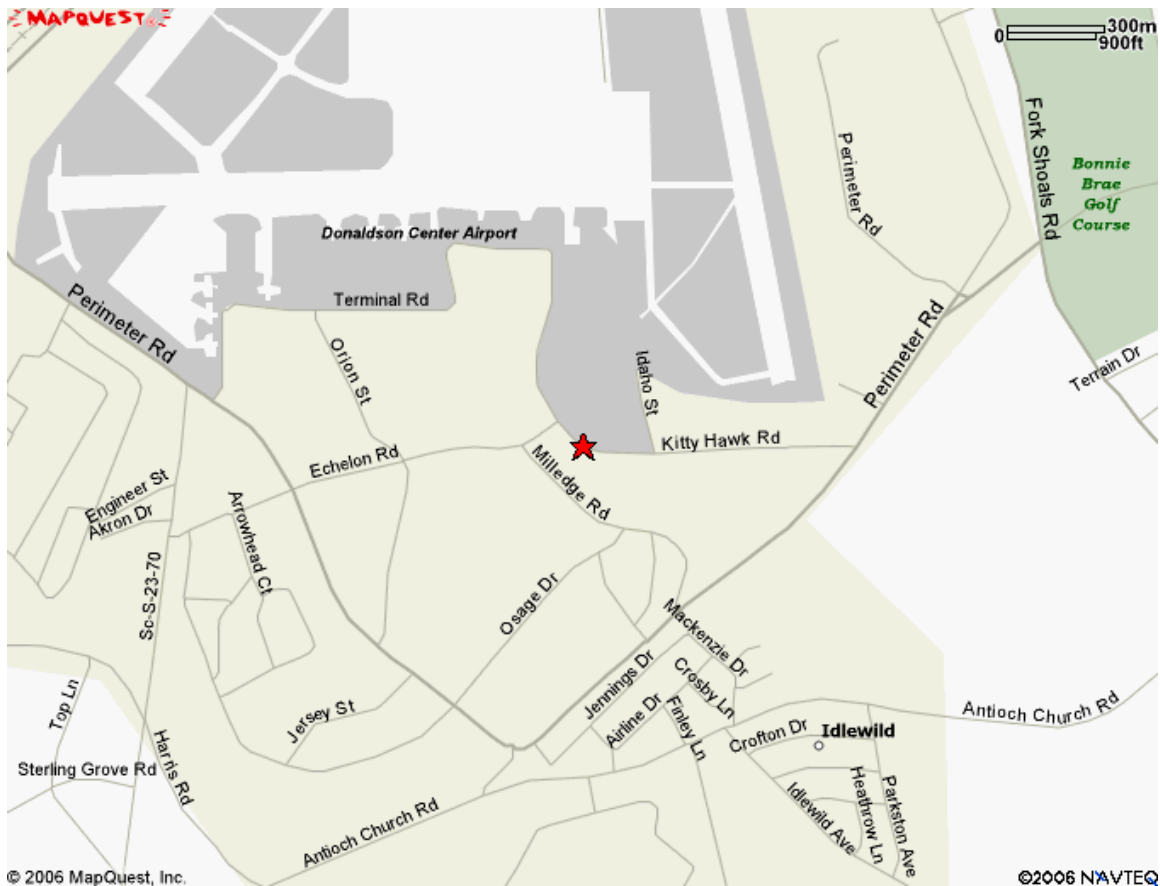 MAPQUEST
300m
0
900ft
Fork Shoals Rd
Bonnie
Brae
Golf
Course
Perimeter Rd
Donaldson Center Airport
Terminal Rd
Perimeter Rd
Orion St
Idaho St
Perimeter Rd
Terrain Dr
Kitty Hawk Rd
Echelon Rd
Milledge Rd
Engineer St
Akron Dr
Arrowhead Ct
Sc-S-23-70
Osage Dr
Mackenzie Dr
Jennings Dr
Crosby Ln
Airline Dr
Finley Ln
Top Ln
Jersey St
Antioch Church Rd
Crofton Dr
Idlewild
Harris Rd
Sterling Grove Rd
Idlewild Ave
Heathrow Ln
Parkston Ave
Antioch Church Rd
© 2006 MapQuest, Inc.
©2006 NAVTEQ